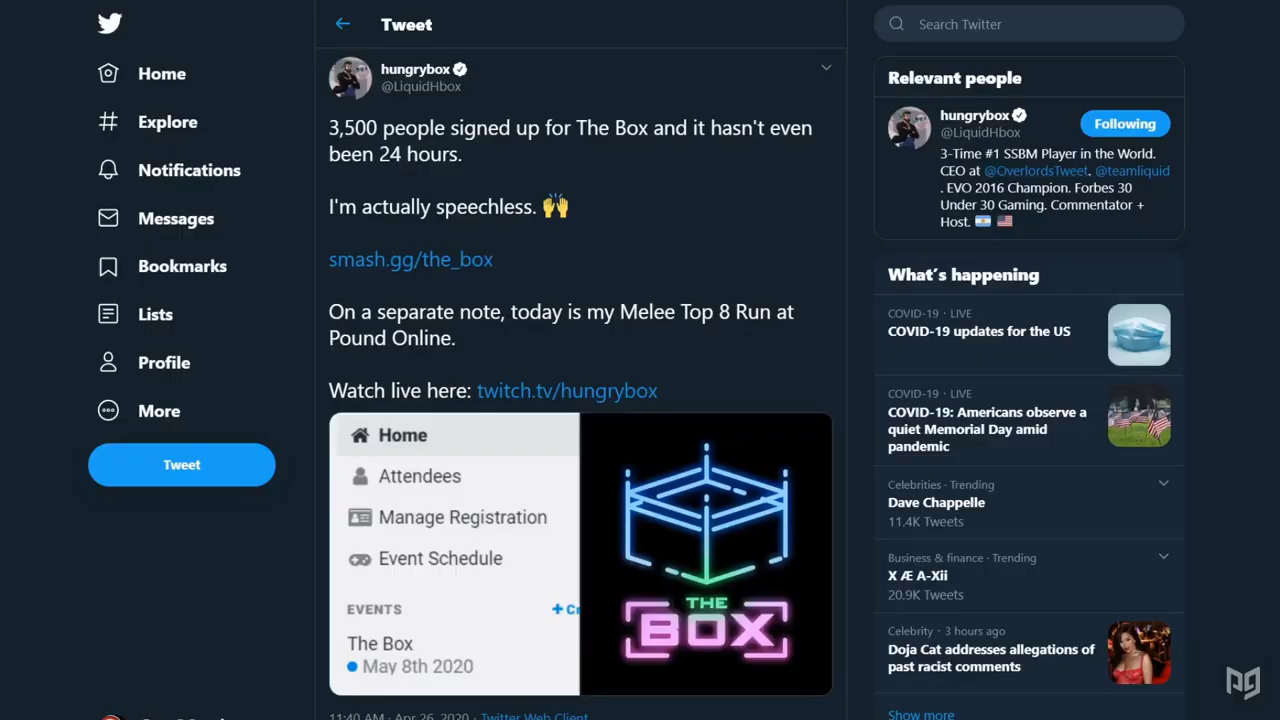 Home
Explore
Notifications
Messages
Bookmarks
Lists
Profile
More
Tweet
Tweet
hungrybox
@LiquidHbox
3,500 people signed up for The Box and it hasn't even
been 24 hours.
I'm actually speechless. 🙌
smash.gg/the_box
On a separate note, today is my Melee Top 8 Run at
Pound Online.
Watch live here: twitch.tv/hungrybox
Home
Attendees
Manage Registration
Event Schedule
EVENTS
+ Cr
The Box
May 8th 2020
THE
BOX
11:40 AM · Apr 26, 2020 · Twitter Web Client
Search Twitter
Relevant people
hungrybox
@LiquidHbox
Following
3-Time #1 SSBM Player in the World.
CEO at @OverlordsTweet. @teamliquid
. EVO 2016 Champion. Forbes 30
Under 30 Gaming. Commentator +
Host. 🇦🇷 🇺🇸
What's happening
COVID-19 · LIVE
COVID-19 updates for the US
COVID-19 · LIVE
COVID-19: Americans observe a
quiet Memorial Day amid
pandemic
Celebrities · Trending
Dave Chappelle
11.4K Tweets
Business & finance · Trending
X Æ A-Xii
20.9K Tweets
Celebrity · 3 hours ago
Doja Cat addresses allegations of
past racist comments
Show more